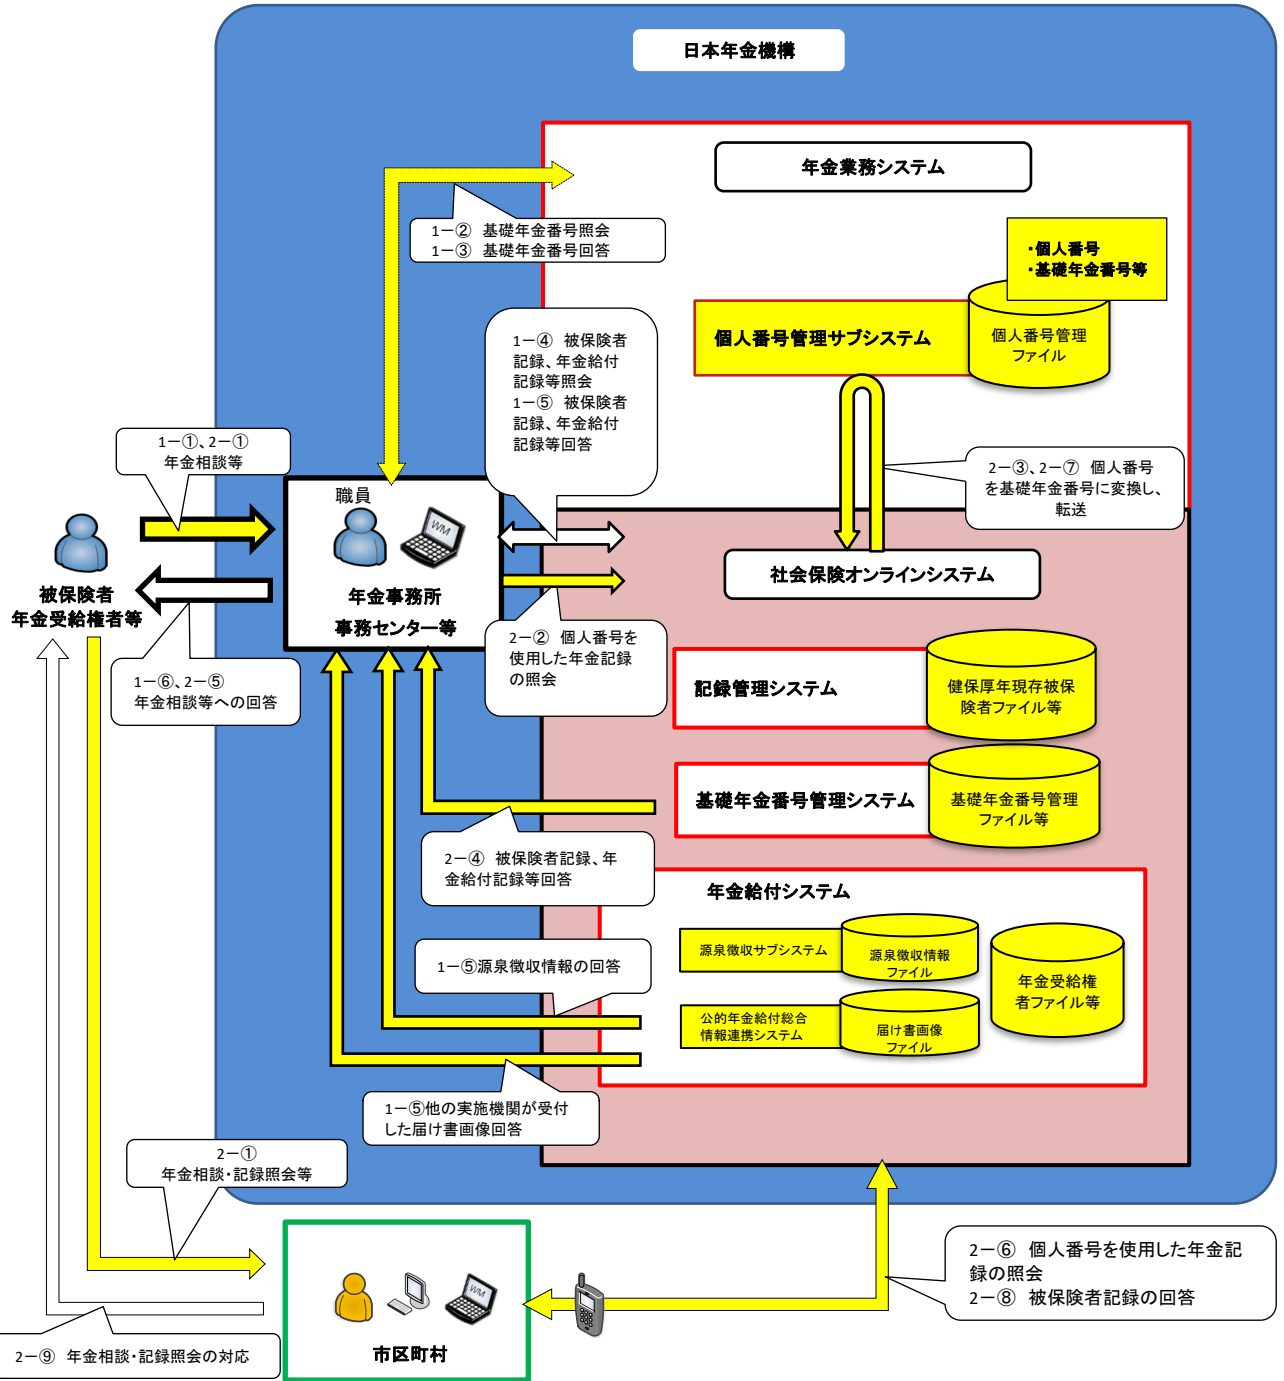 日本年金機構
年金業務システム
1－② 基礎年金番号照会
1－③ 基礎年金番号回答
・個人番号
・基礎年金番号等
個人番号管理サブシステム
個人番号管理
ファイル
1－④ 被保険者
記録、年金給付
記録等照会
1－⑤ 被保険者
記録、年金給付
記録等回答
1－①、2－①
年金相談等
2－③、2－⑦ 個人番号
を基礎年金番号に変換し、
転送
職員
WM
年金事務所
事務センター等
被保険者
年金受給権者等
社会保険オンラインシステム
2－② 個人番号を
使用した年金記録
の照会
1－⑥、2－⑤
年金相談等への回答
記録管理システム
健保厚年現存被保
険者ファイル等
基礎年金番号管理システム
基礎年金番号管理
ファイル等
2－④ 被保険者記録、年
金給付記録等回答
年金給付システム
源泉徴収サブシステム
源泉徴収情報
ファイル
年金受給権
者ファイル等
1－⑤源泉徴収情報の回答
公的年金給付総合
情報連携システム
届け書画像
ファイル
1－⑤他の実施機関が受付
した届け書画像回答
2－①
年金相談・記録照会等
2－⑥ 個人番号を使用した年金記
録の照会
2－⑧ 被保険者記録の回答
WM
市区町村
2－⑨ 年金相談・記録照会の対応